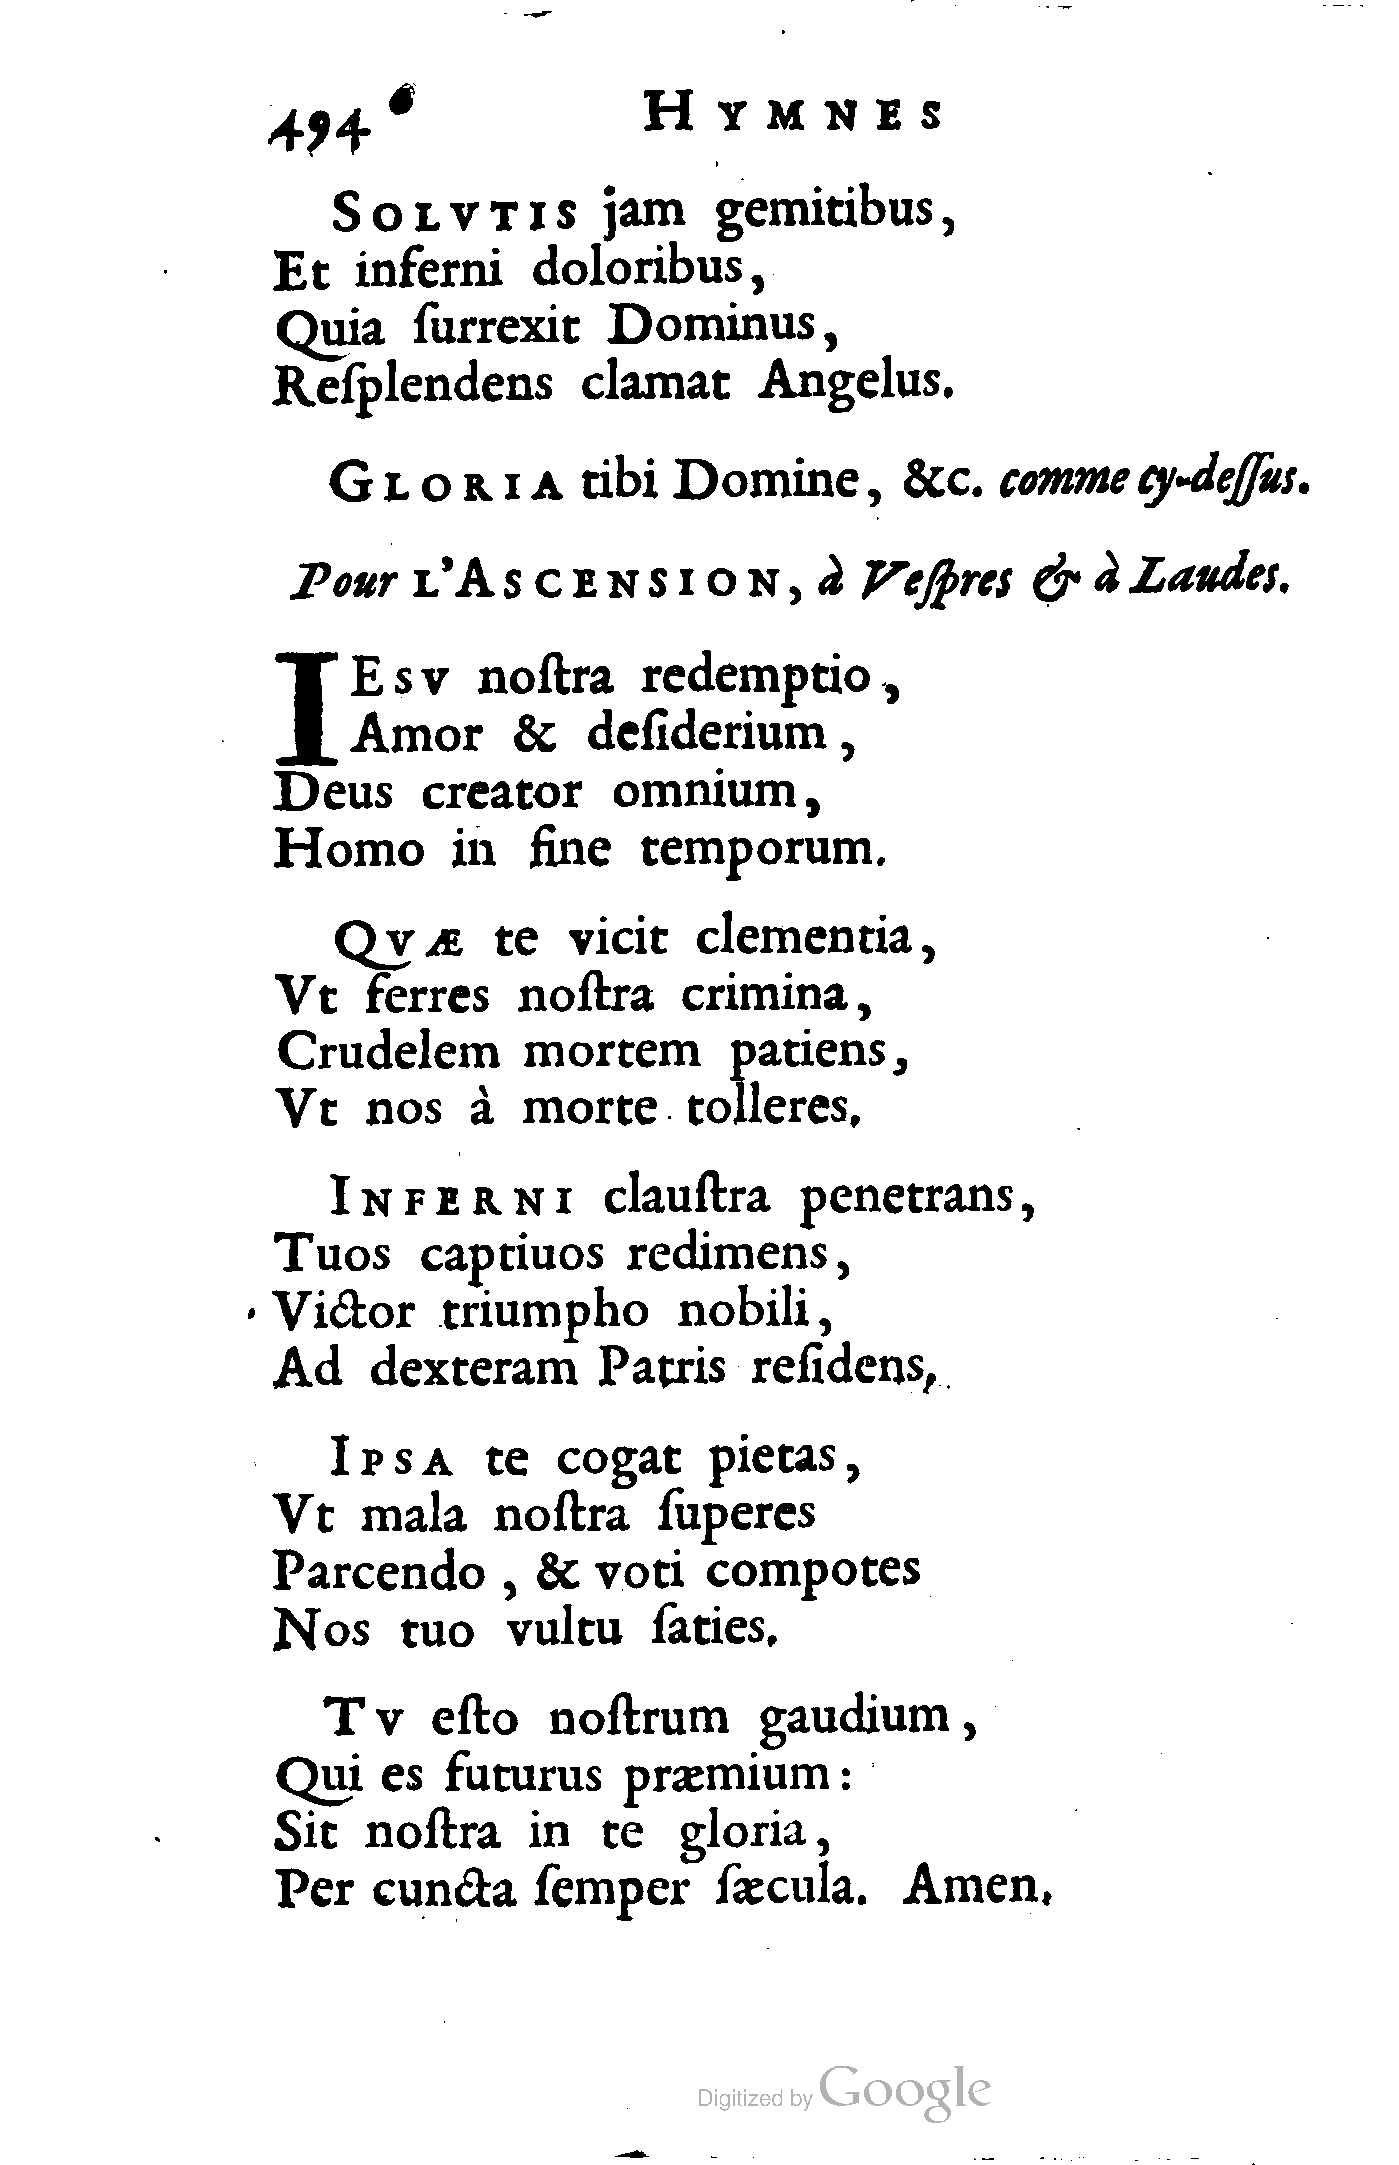 494 HYMNES
SOLVTIS jam gemitibus,
Et inferni doloribus,
Quia ſurrexit Dominus,
Reſplendens clamat Angelus.
GLORIA tibi Domine, &c. comme cy-deſſus.
Pour L'ASCENSION, à Veſpres & à Laudes.
IESV noſtra redemptio,
Amor & deſiderium,
Deus creator omnium,
Homo in fine temporum.
QVÆ te vicit clementia,
Vt ferres noſtra crimina,
Crudelem mortem patiens,
Vt nos à morte tolleres.
INFERNI clauſtra penetrans,
Tuos captiuos redimens,
Victor triumpho nobili,
Ad dexteram Patris reſidens,
IPSA te cogat pietas,
Vt mala noſtra ſuperes
Parcendo, & voti compotes
Nos tuo vultu ſaties.
TV eſto noſtrum gaudium,
Qui es futurus præmium:
Sit noſtra in te gloria,
Per cuncta ſemper ſæcula. Amen.
Digitized by Google